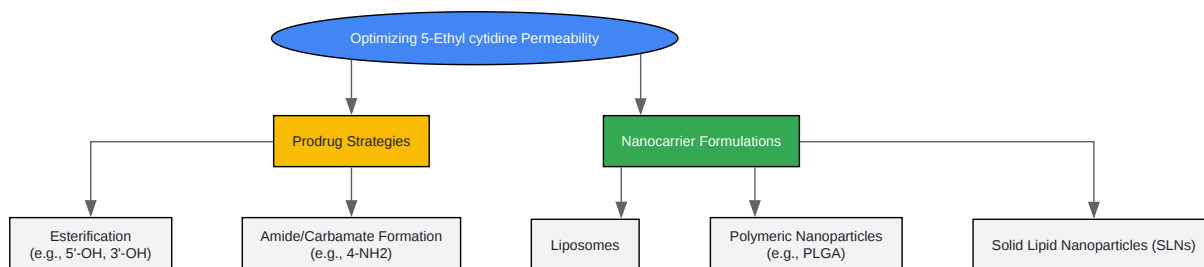 Optimizing 5-Ethyl cytidine Permeability
Prodrug Strategies
Nanocarrier Formulations
Esterification
(e.g., 5'-OH, 3'-OH)
Amide/Carbamate Formation
(e.g., 4-NH2)
Liposomes
Polymeric Nanoparticles
(e.g., PLGA)
Solid Lipid Nanoparticles (SLNs)